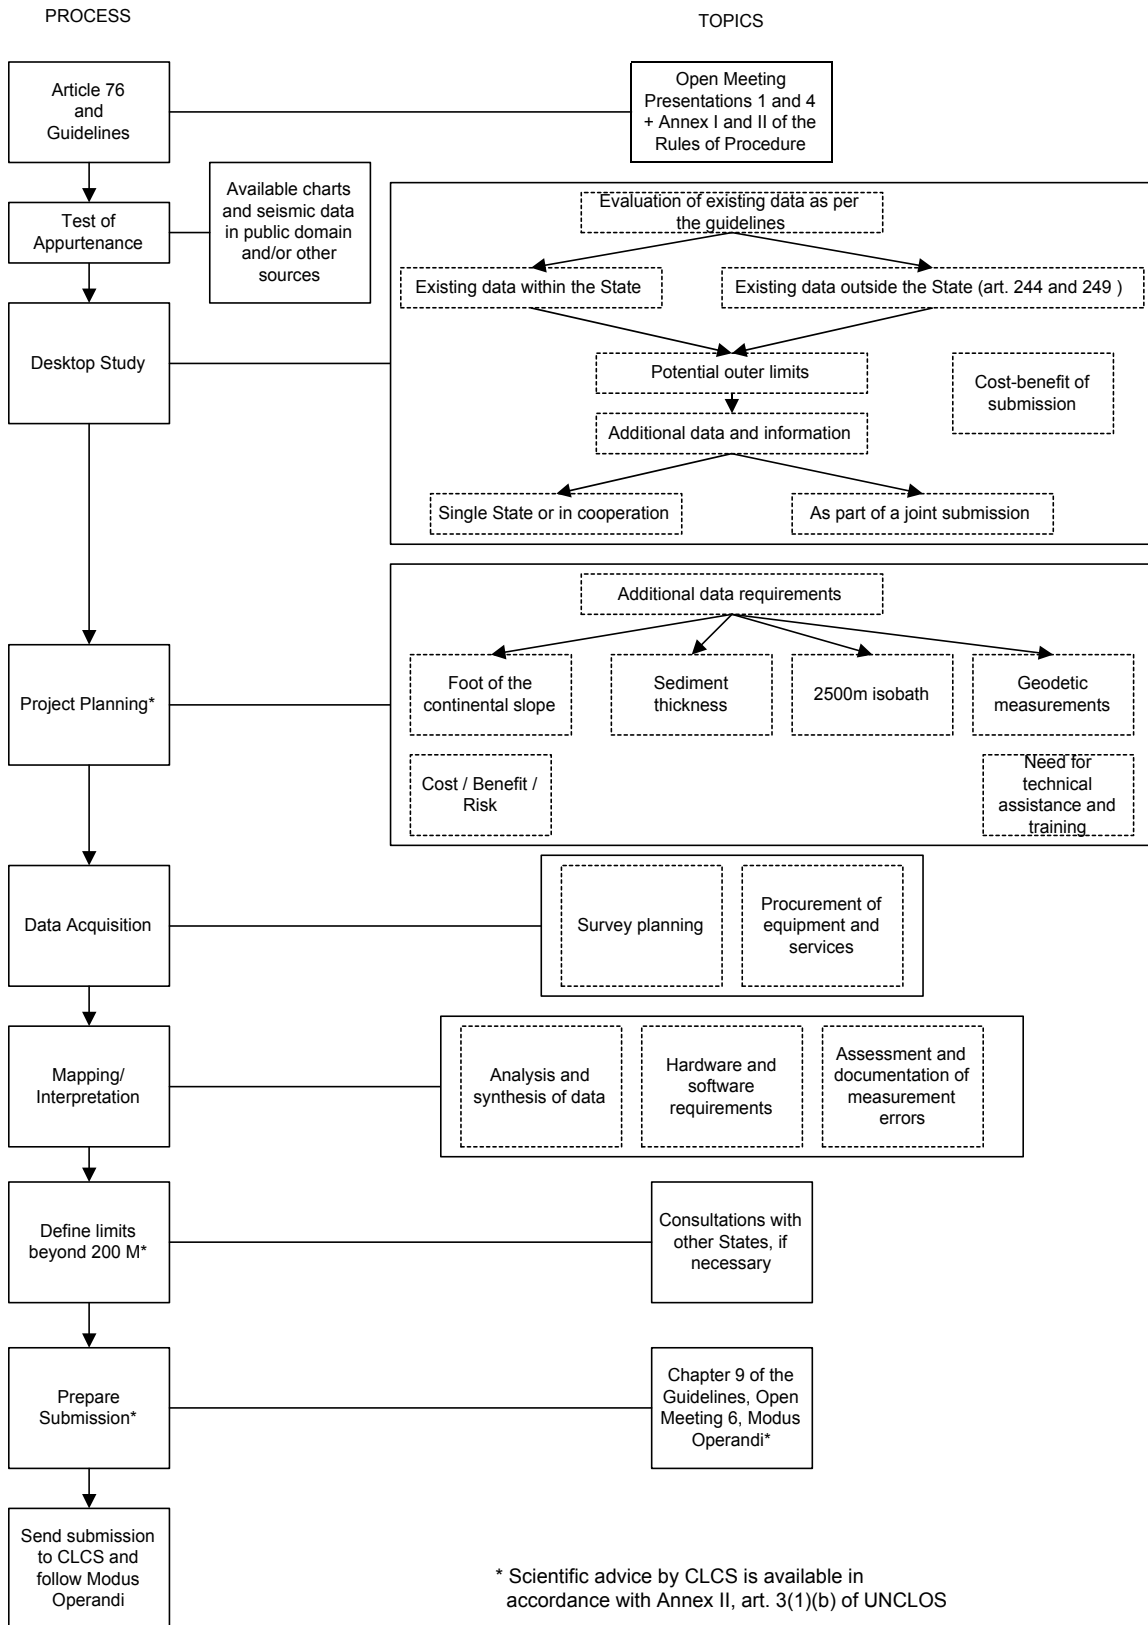 PROCESS
TOPICS
Article 76
and
Guidelines
Open Meeting
Presentations 1 and 4
+ Annex I and II of the
Rules of Procedure
Test of
Appurtenance
Available charts
and seismic data
in public domain
and/or other
sources
Evaluation of existing data as per
the guidelines
Existing data within the State
Existing data outside the State (art. 244 and 249 )
Desktop Study
Potential outer limits
Cost-benefit of
submission
Additional data and information
Single State or in cooperation
As part of a joint submission
Additional data requirements
Project Planning*
Foot of the
continental slope
Sediment
thickness
2500m isobath
Geodetic
measurements
Cost / Benefit /
Risk
Need for
technical
assistance and
training
Data Acquisition
Survey planning
Procurement of
equipment and
services
Mapping/
Interpretation
Analysis and
synthesis of data
Hardware and
software
requirements
Assessment and
documentation of
measurement
errors
Define limits
beyond 200 M*
Consultations with
other States, if
necessary
Prepare
Submission*
Chapter 9 of the
Guidelines, Open
Meeting 6, Modus
Operandi*
Send submission
to CLCS and
follow Modus
Operandi
* Scientific advice by CLCS is available in
accordance with Annex II, art. 3(1)(b) of UNCLOS